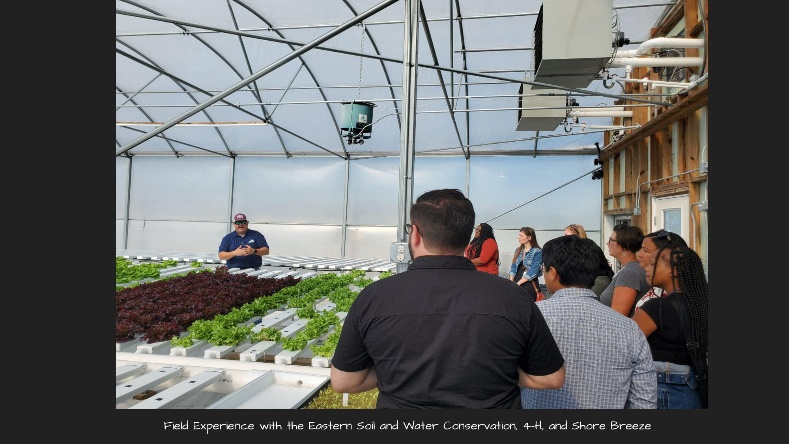 Field Experience with the Eastern Soil and Water Conservation, 4-H, and Shore Breeze